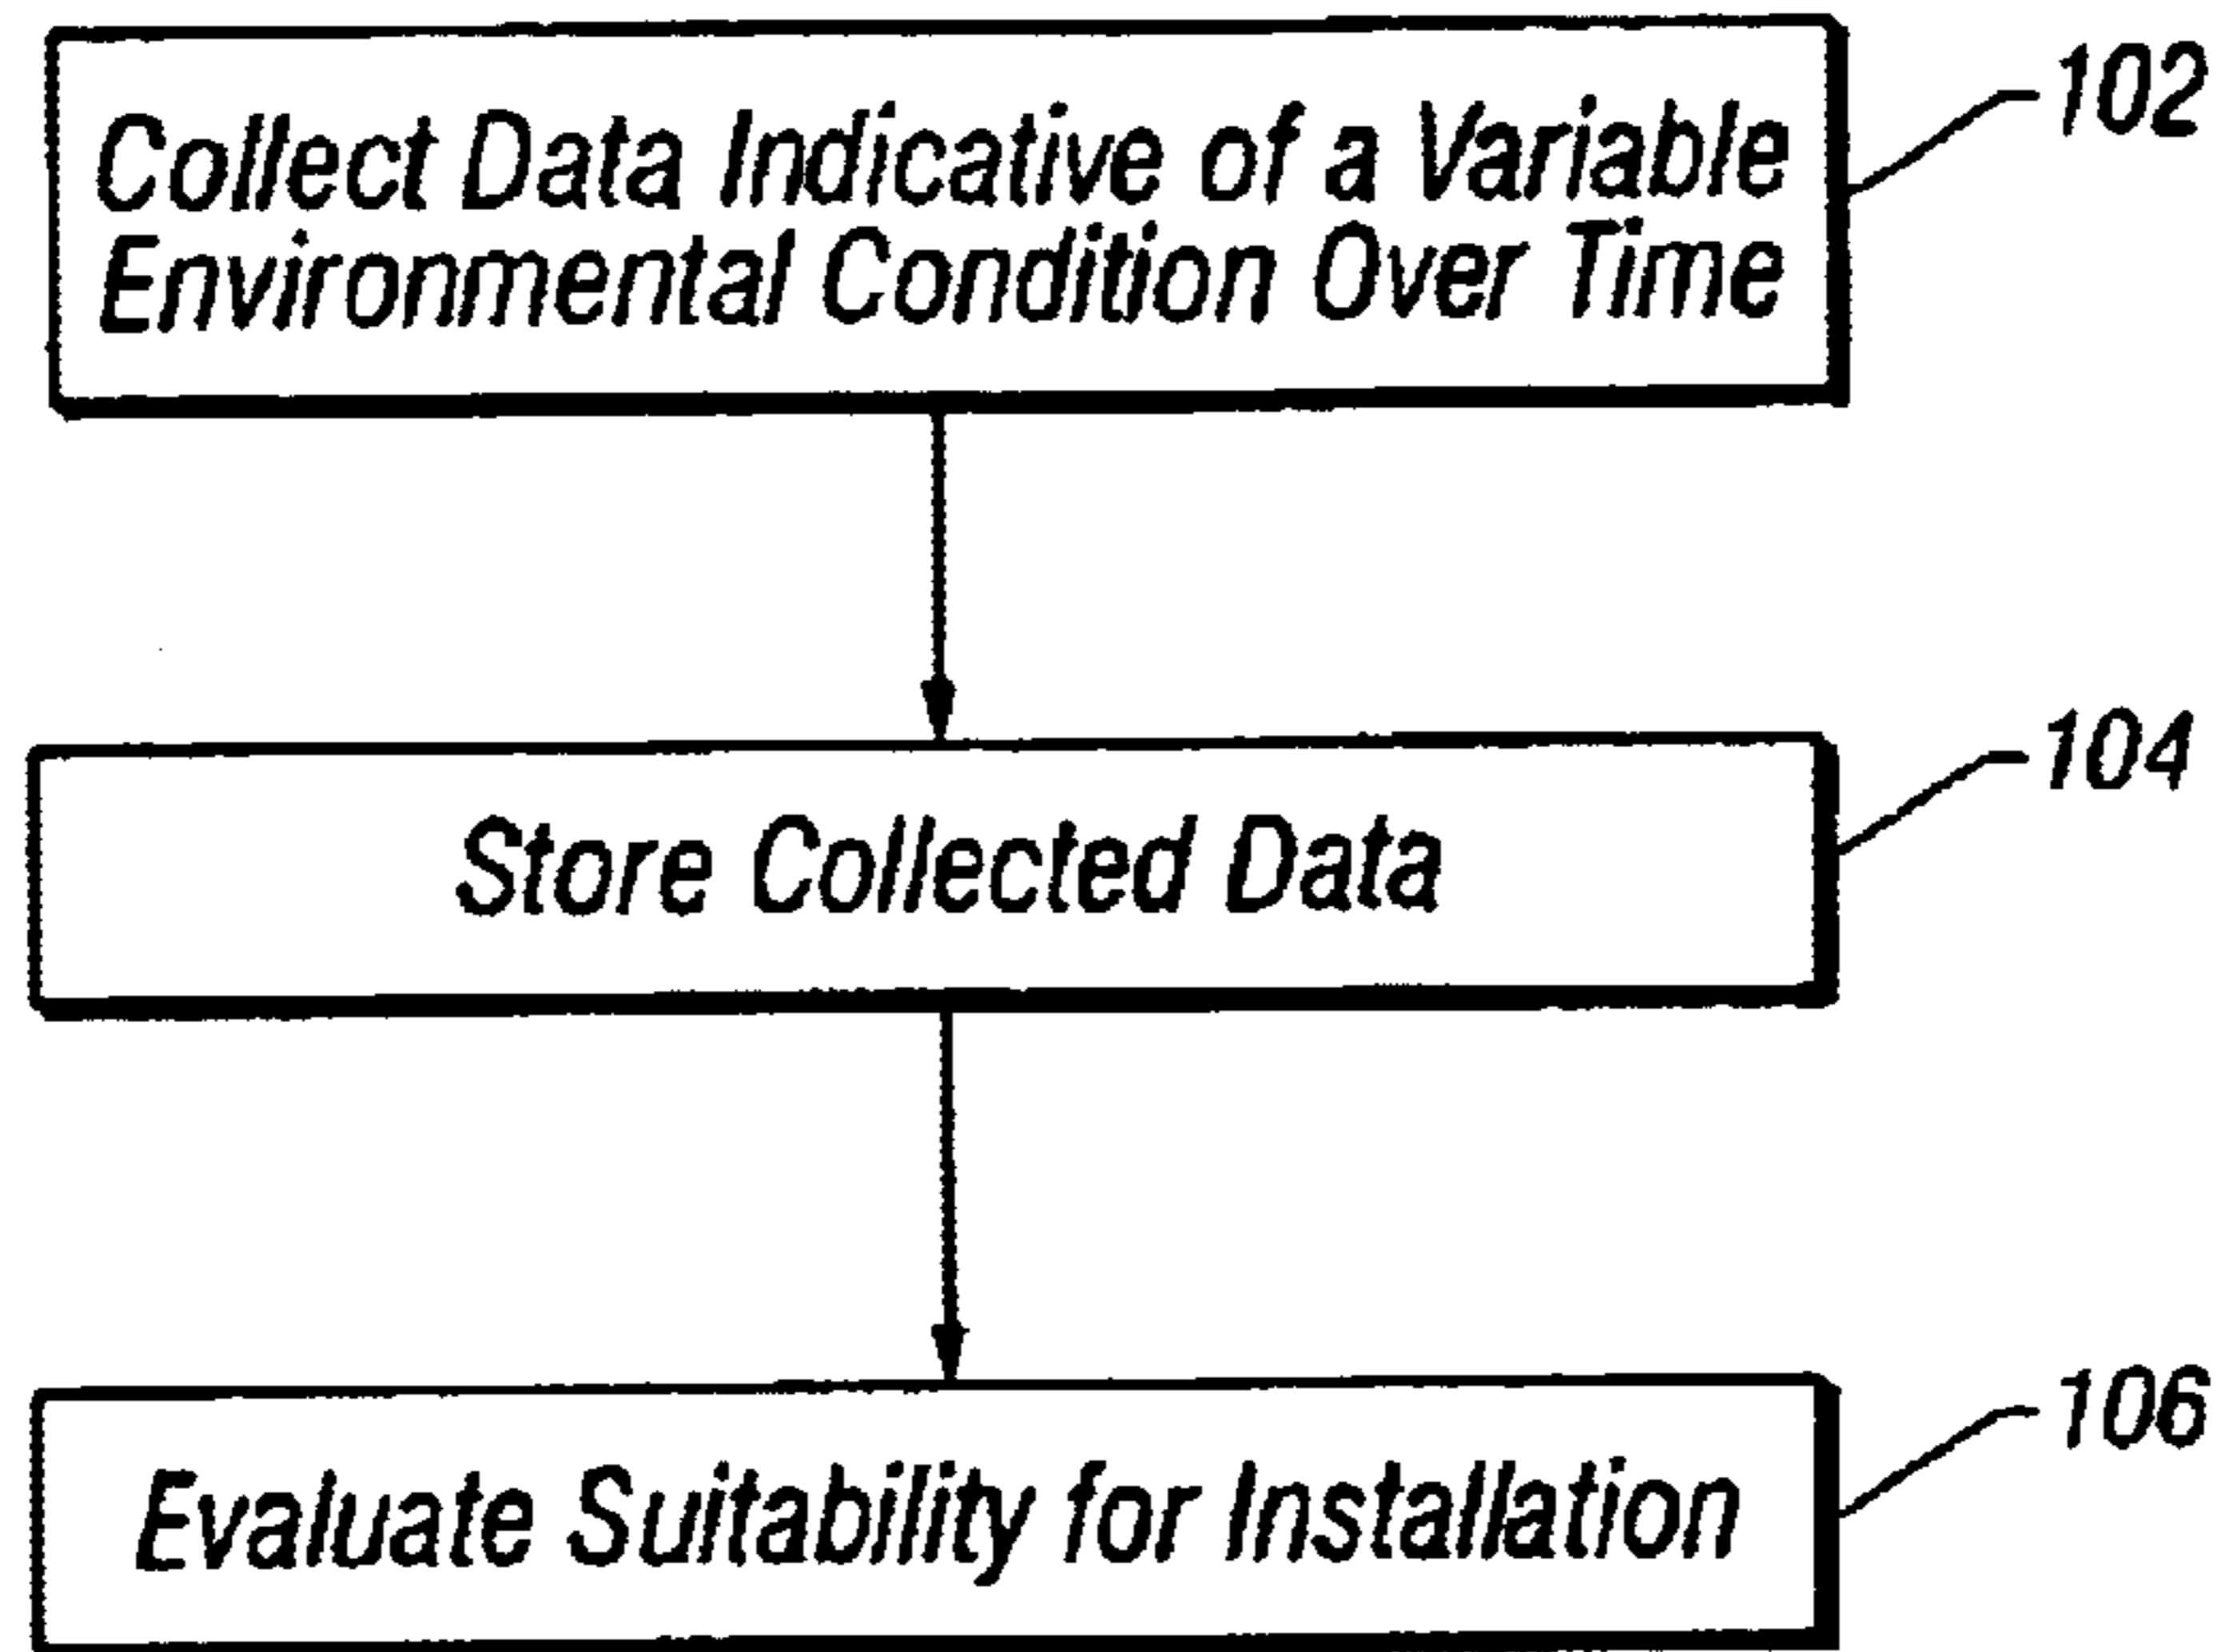 Collect Data Indicative of a Variable
Environmental Condition Over Time
102
Store Collected Data
104
Evaluate Suitability for Installation
106